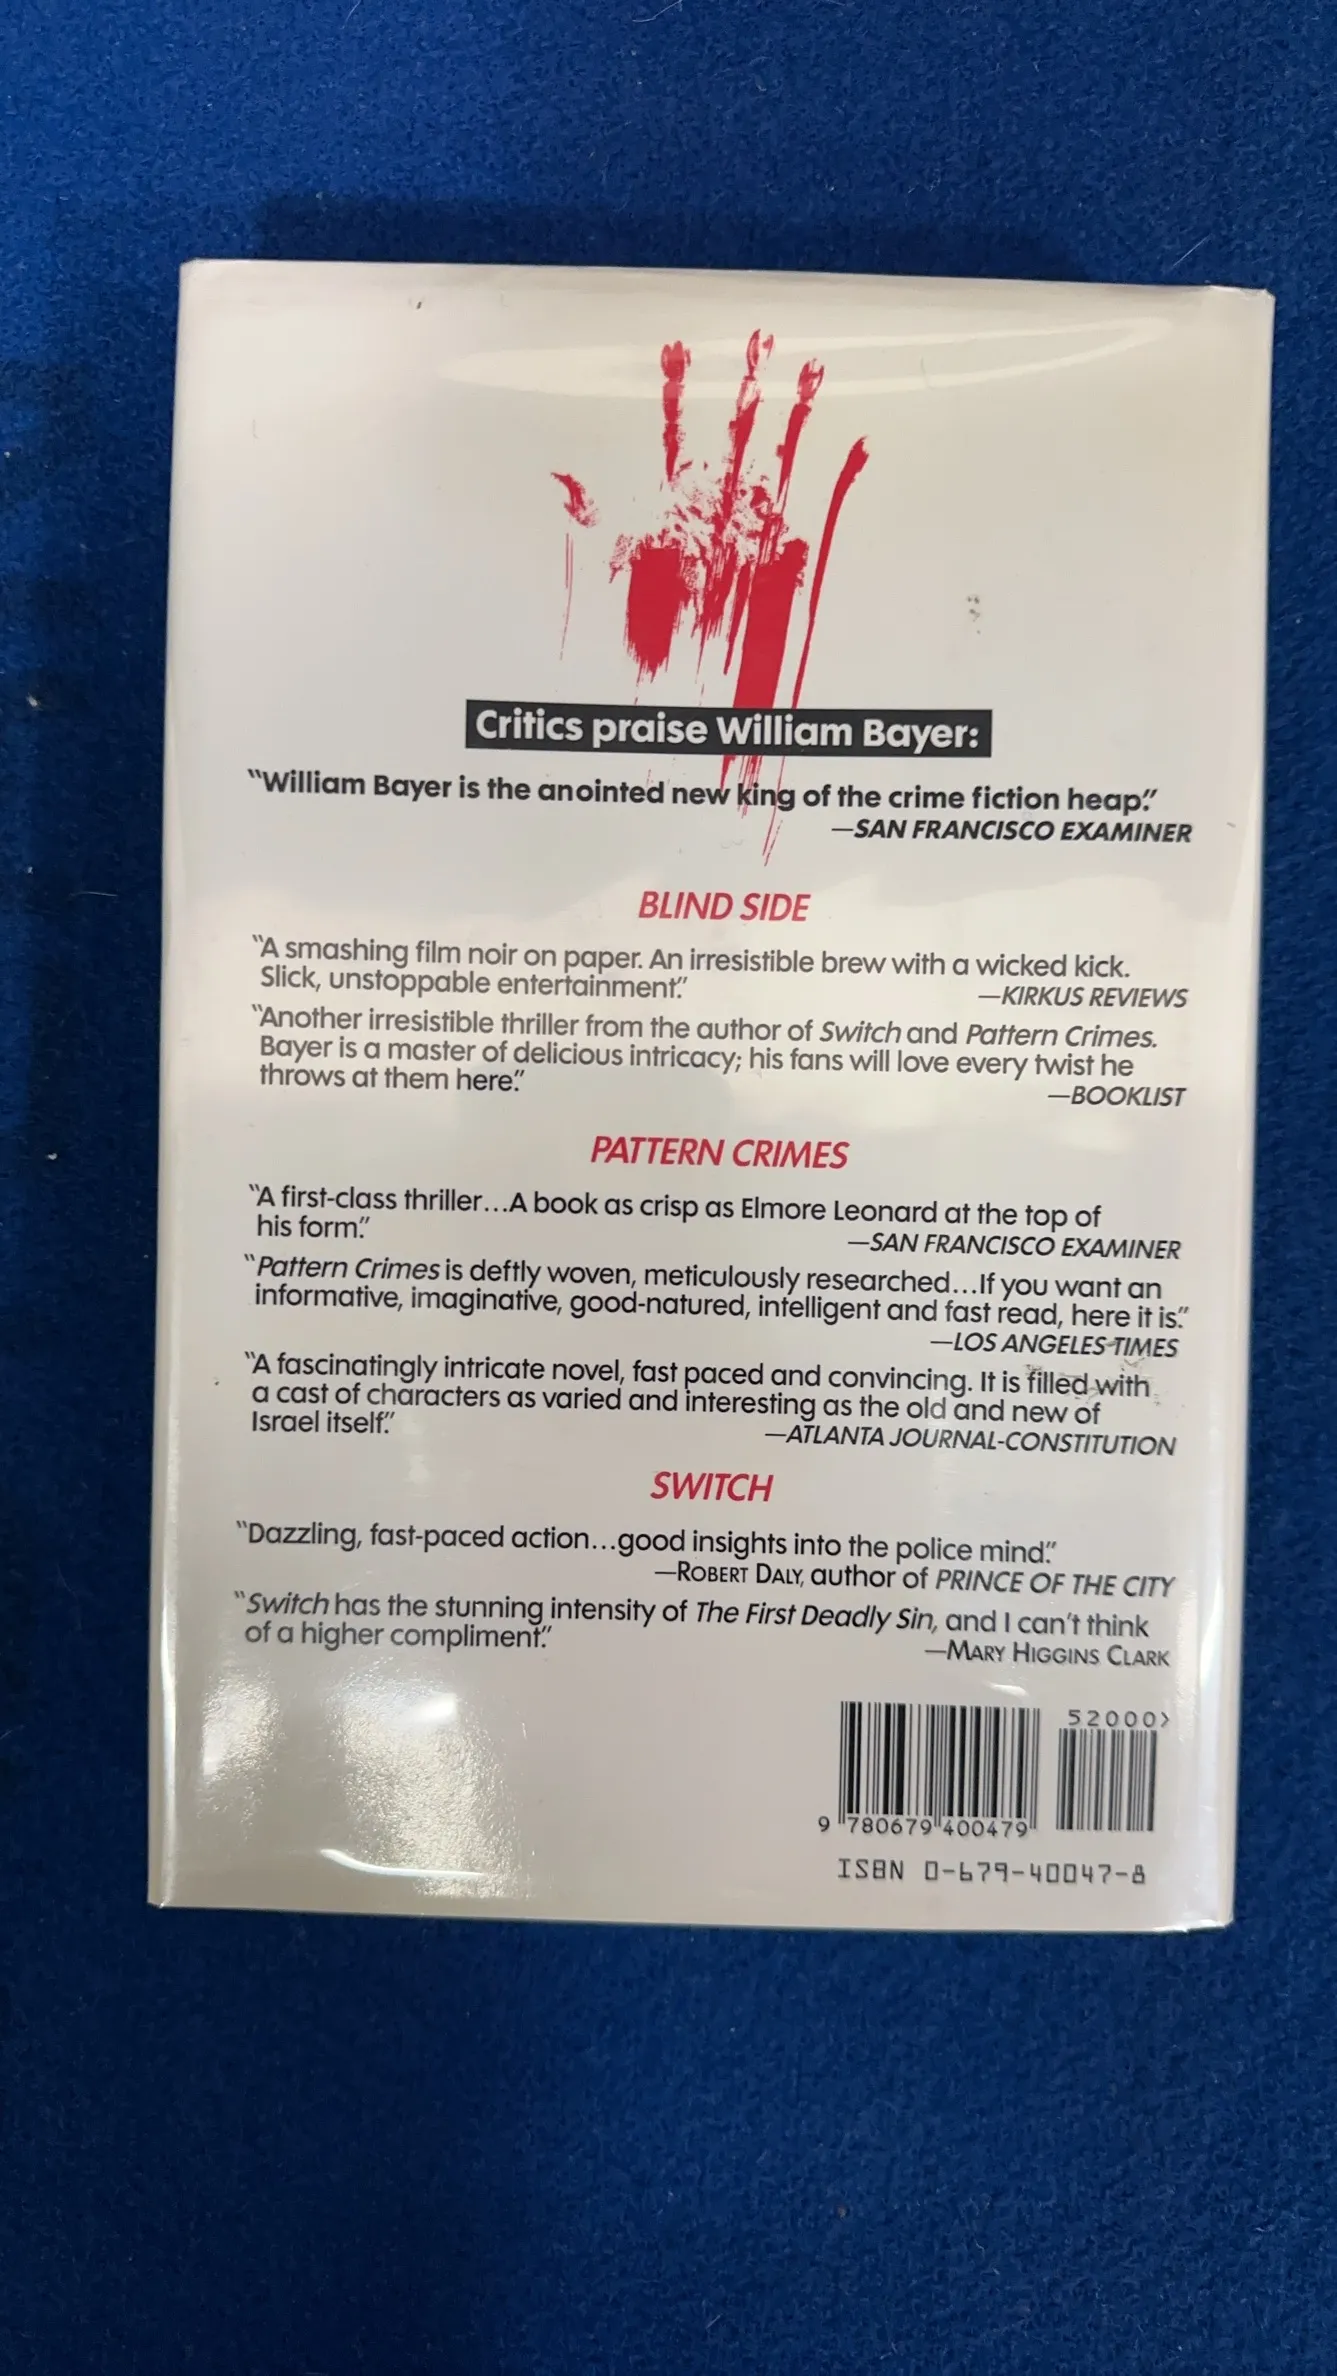 Critics praise William Bayer:
"William Bayer is the anointed new king of the crime fiction heap."
—SAN FRANCISCO EXAMINER
BLIND SIDE
"A smashing film noir on paper. An irresistible brew with a wicked kick.
Slick, unstoppable entertainment." —KIRKUS REVIEWS
"Another irresistible thriller from the author of Switch and Pattern Crimes.
Bayer is a master of delicious intricacy; his fans will love every twist he
throws at them here." —BOOKLIST
PATTERN CRIMES
"A first-class thriller...A book as crisp as Elmore Leonard at the top of
his form." —SAN FRANCISCO EXAMINER
"Pattern Crimes is deftly woven, meticulously researched...If you want an
informative, imaginative, good-natured, intelligent and fast read, here it is."
—LOS ANGELES TIMES
"A fascinatingly intricate novel, fast paced and convincing. It is filled with
a cast of characters as varied and interesting as the old and new of
Israel itself." —ATLANTA JOURNAL-CONSTITUTION
SWITCH
"Dazzling, fast-paced action...good insights into the police mind."
—ROBERT DALY, author of PRINCE OF THE CITY
"Switch has the stunning intensity of The First Deadly Sin, and I can't think
of a higher compliment." —MARY HIGGINS CLARK
52000>
9 780679 400479
ISBN 0-679-40047-8